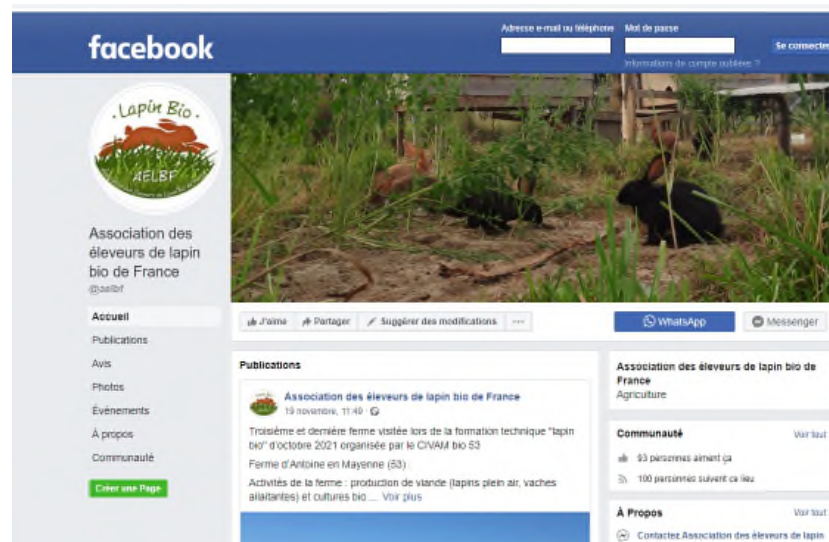 facebook
Adresse e-mail ou téléphone
Mot de passe
Se connecter
Informations de compte oubliées ?
Lapin Bio
AELBF
Association des
éleveurs de lapin
bio de France
@aelbf
Accueil
Publications
Avis
Photos
Évènements
À propos
Communauté
Créer une Page
J'aime
Partager
Suggérer des modifications
WhatsApp
Messenger
Publications
Association des éleveurs de lapin bio de France
19 novembre, 11:49
Troisième et dernière ferme visitée lors de la formation technique "lapin
bio" d'octobre 2021 organisée par le CIVAM bio 53
Ferme d'Antoine en Mayenne (53)
Activités de la ferme : production de viande (lapins plein air, vaches
allaitantes) et cultures bio ... Voir plus
Association des éleveurs de lapin bio de
France
Agriculture
Communauté
Voir tout
93 personnes aiment ça
100 personnes suivent ce lieu
À Propos
Voir tout
Contactez Association des éleveurs de lapin